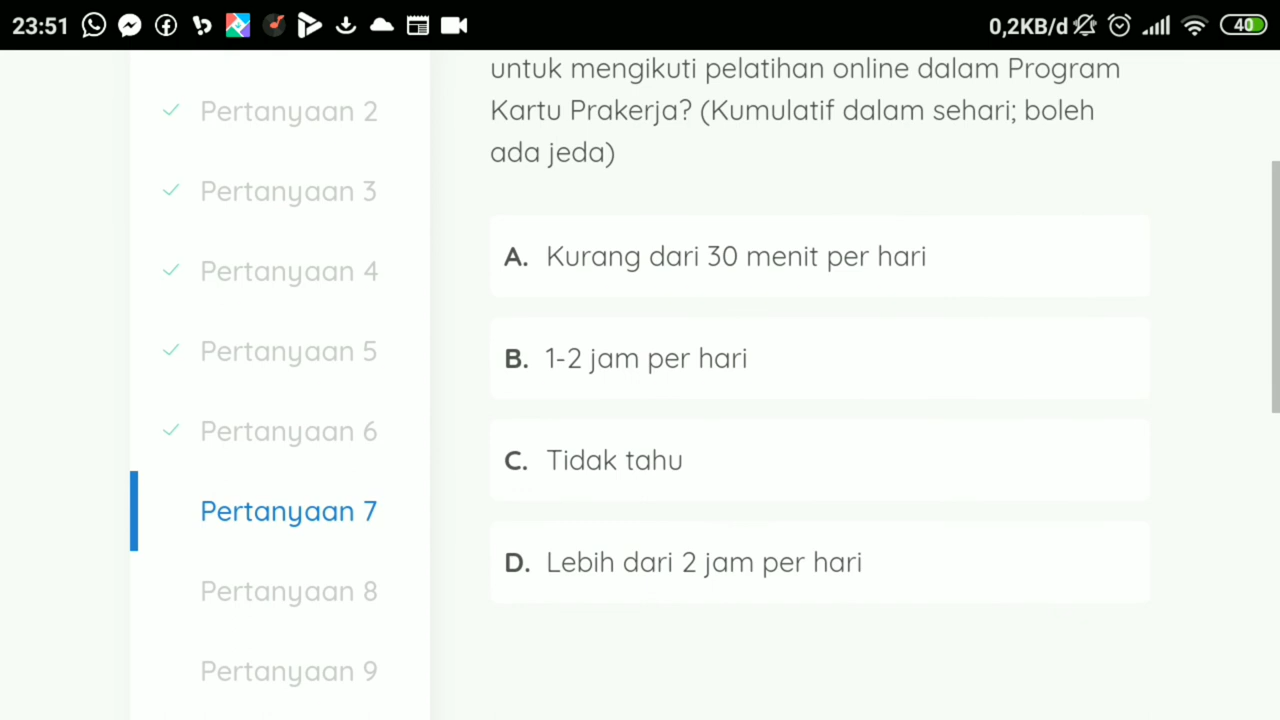 23:51
0,2KB/d
40
Pertanyaan 2
Pertanyaan 3
Pertanyaan 4
Pertanyaan 5
Pertanyaan 6
Pertanyaan 7
Pertanyaan 8
Pertanyaan 9
untuk mengikuti pelatihan online dalam Program
Kartu Prakerja? (Kumulatif dalam sehari; boleh
ada jeda)
A. Kurang dari 30 menit per hari
B. 1-2 jam per hari
C. Tidak tahu
D. Lebih dari 2 jam per hari